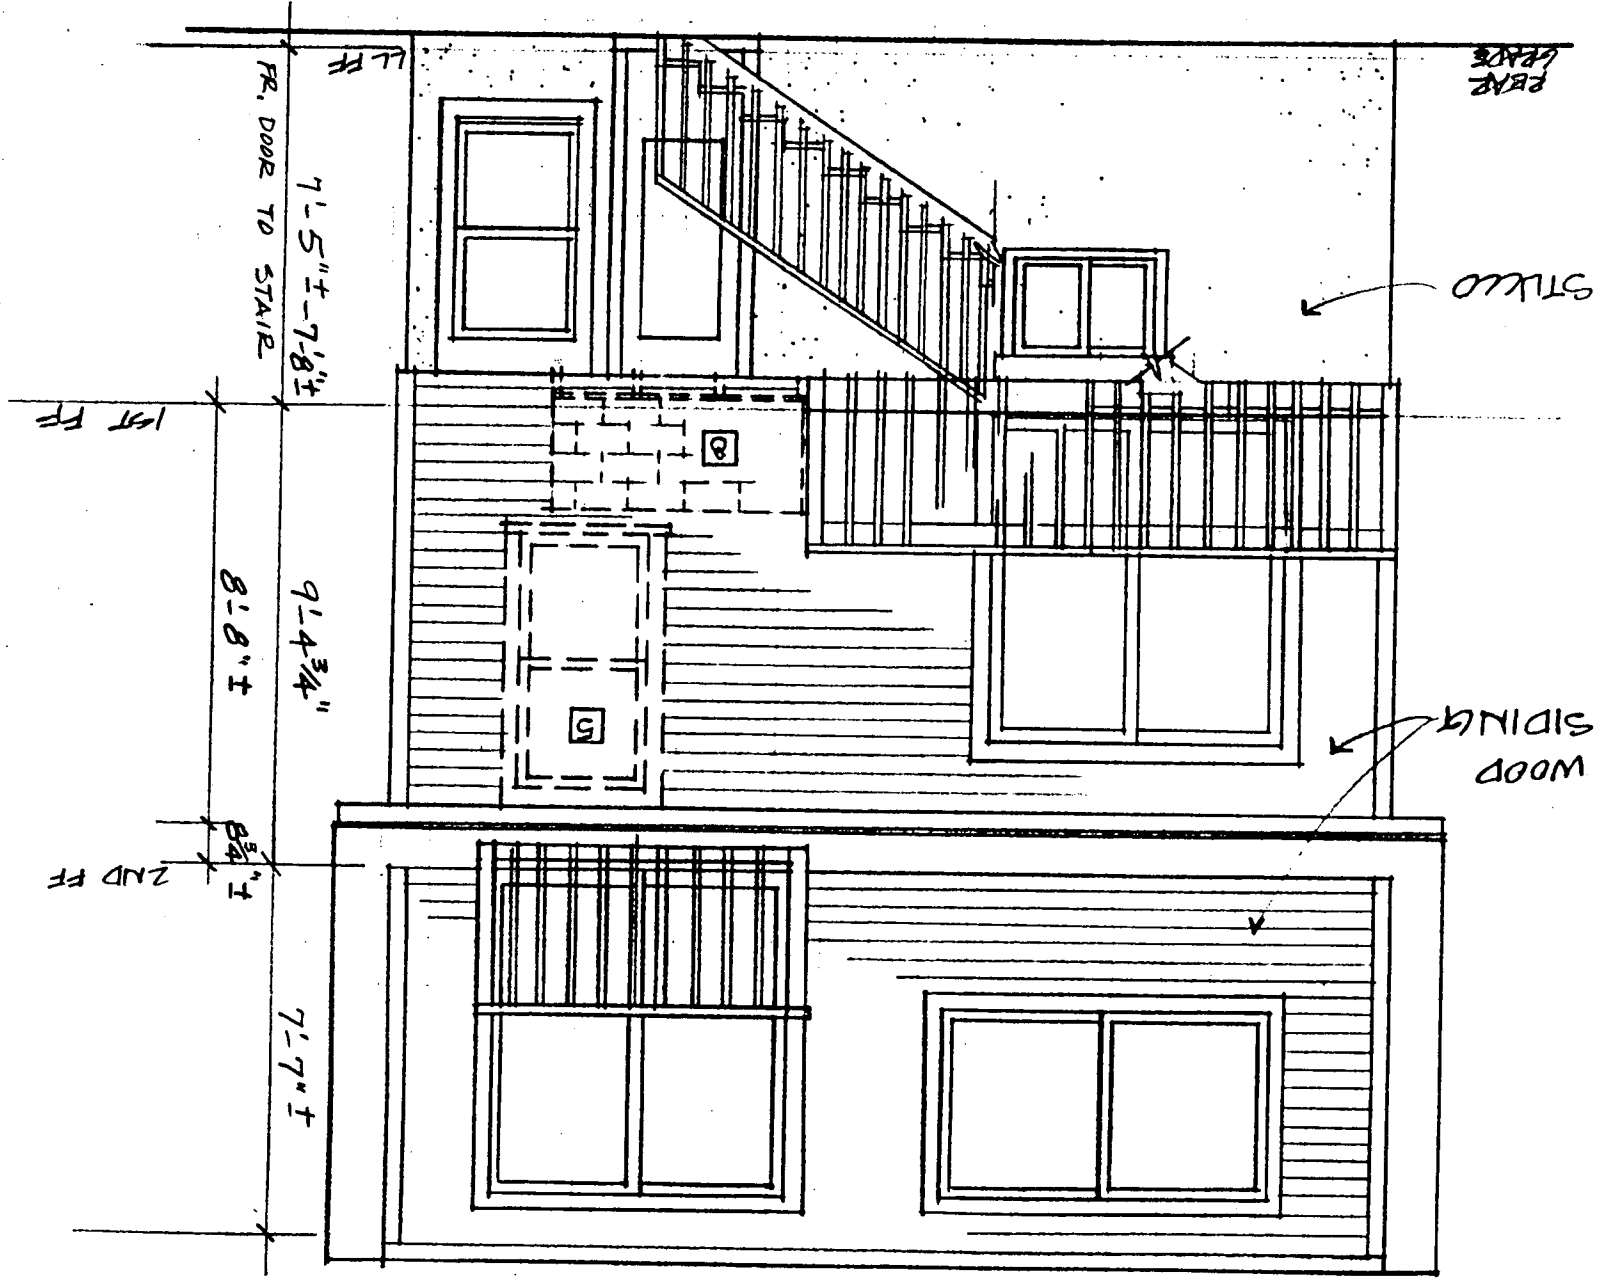 WOOD
SIDING
STUCCO
REAR
GRADE
2ND FF
1ST FF
LL FF
7'-7"±
8 3/4"±
9'-4 3/4"
8'-8"±
7'-5"± - 7'-8"±
FR. DOOR TO STAIR
5
8